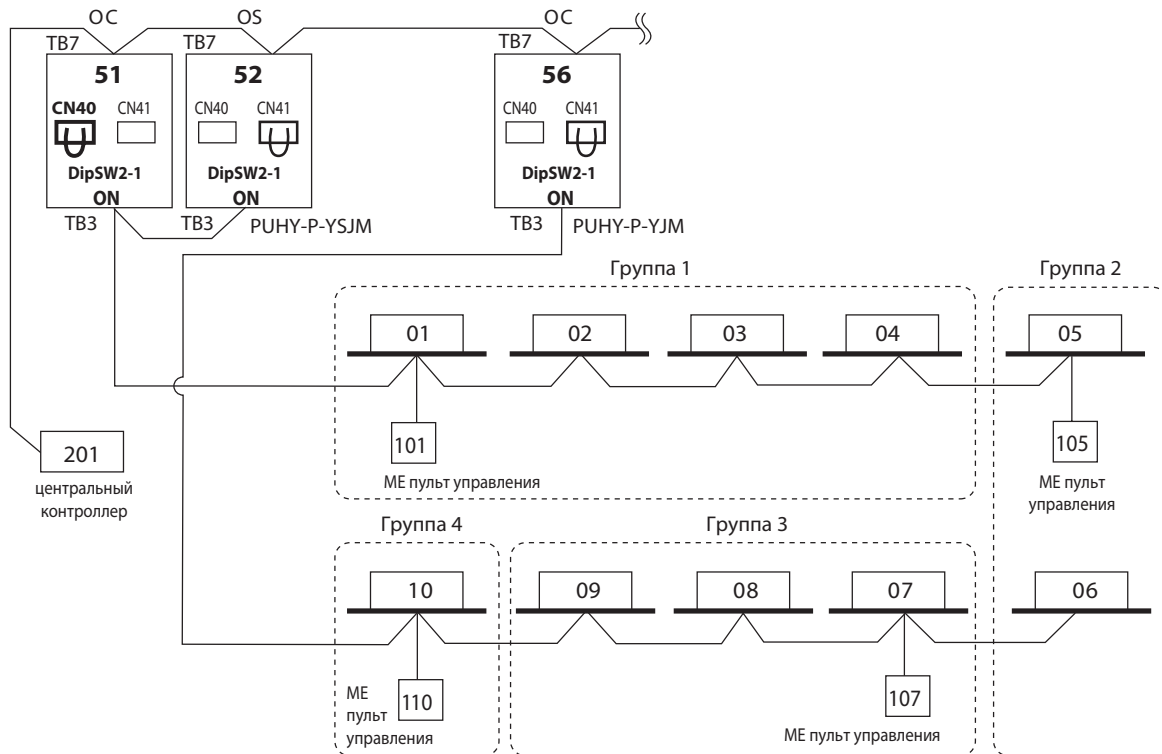 OC OS OC
TB7 TB7 TB7
51 52 56
CN40 CN41 CN40 CN41 CN40 CN41
DipSW2-1 DipSW2-1 DipSW2-1
ON ON ON
TB3 TB3 PUHY-P-YSJM TB3 PUHY-P-YJM
Группа 1 Группа 2
01 02 03 04 05
201 101 105
центральный
контроллер
МЕ пульт управления
МЕ пульт
управления
Группа 4 Группа 3
10 09 08 07 06
МЕ
пульт
управления
110 107
МЕ пульт управления